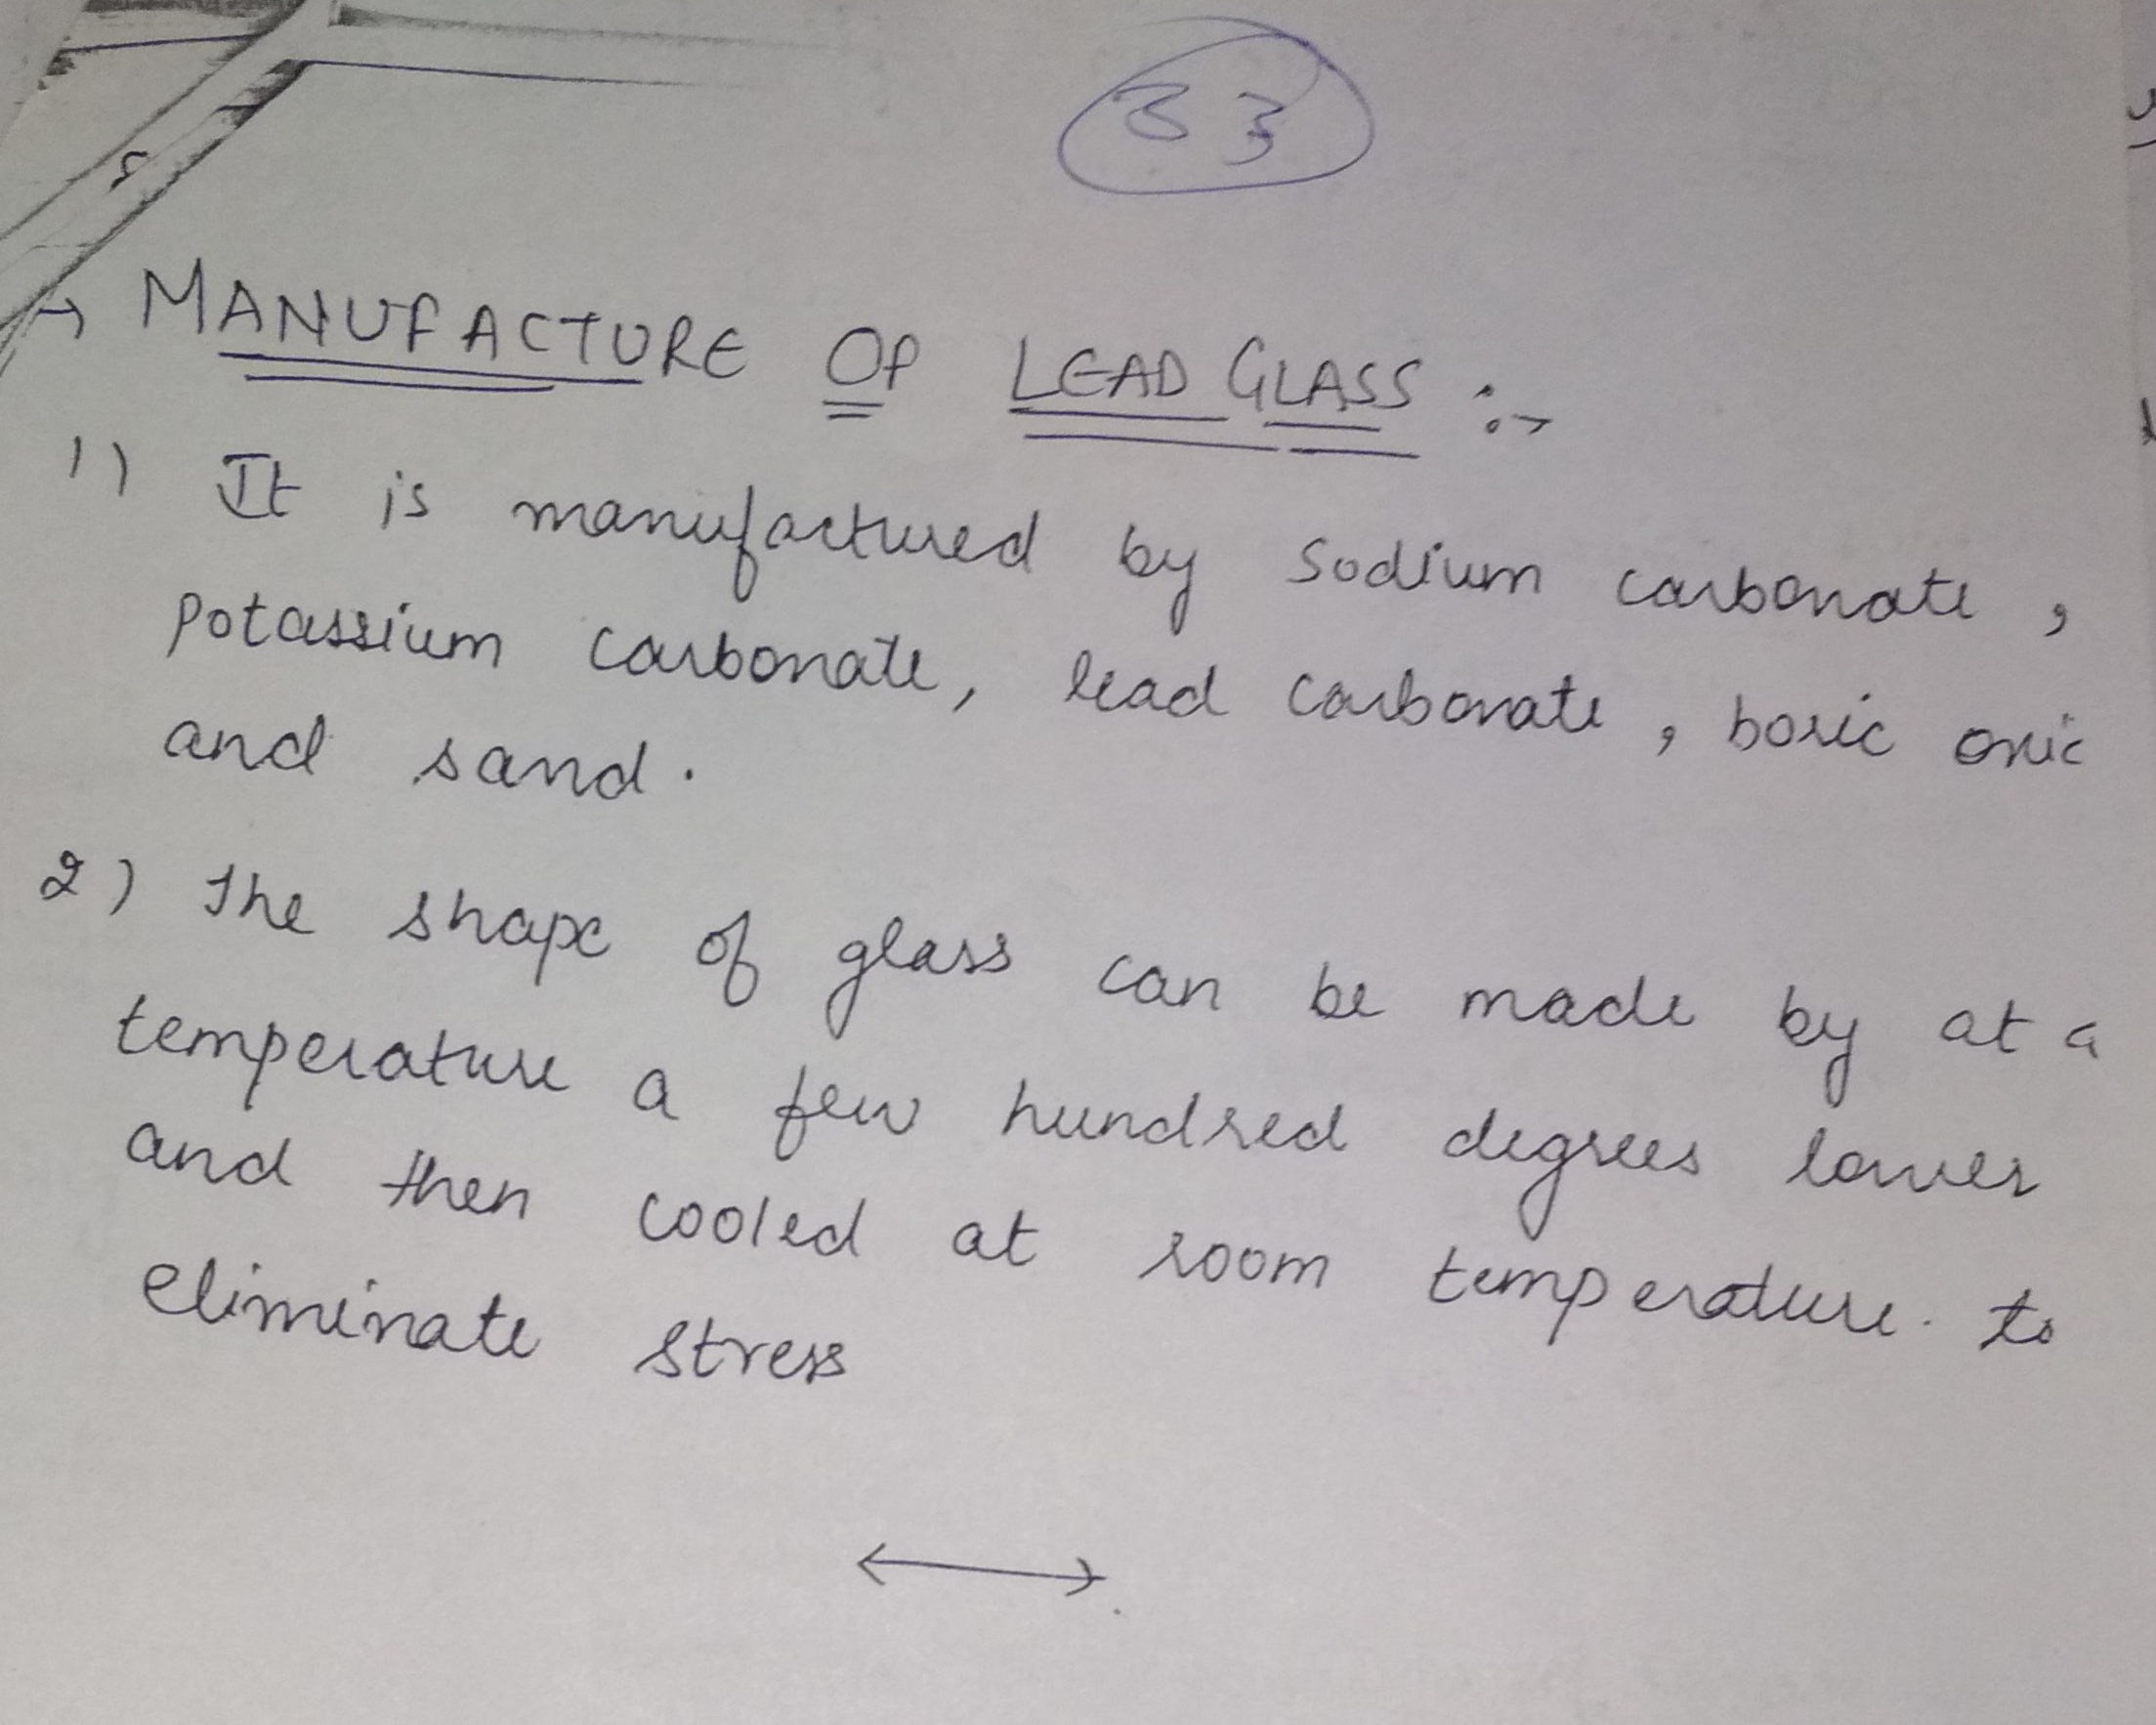 33
→ MANUFACTURE OF LEAD GLASS :-
1) It is manufactured by sodium carbonate,
potassium carbonate, lead carbonate, boric oxic
and sand.
2) The shape of glass can be made by at a
temperature a few hundred degrees lower
and then cooled at room temperature. to
eliminate stress